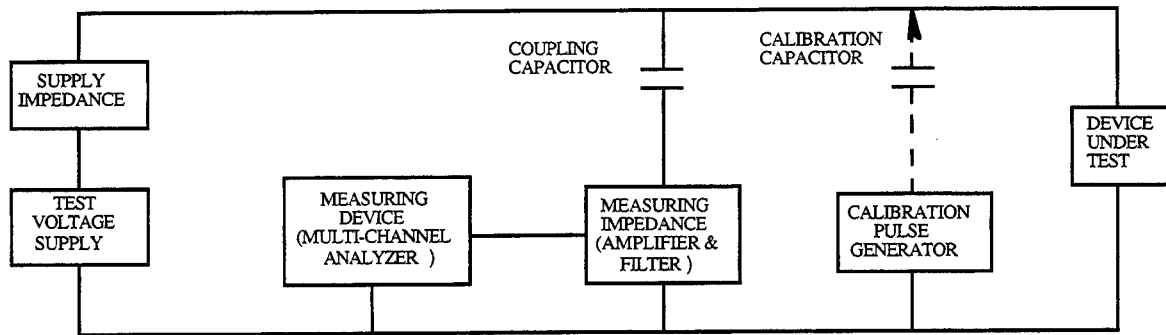 COUPLING
CAPACITOR
CALIBRATION
CAPACITOR
SUPPLY
IMPEDANCE
DEVICE
UNDER
TEST
TEST
VOLTAGE
SUPPLY
MEASURING
DEVICE
(MULTI-CHANNEL
ANALYZER )
MEASURING
IMPEDANCE
(AMPLIFIER &
FILTER )
CALIBRATION
PULSE
GENERATOR